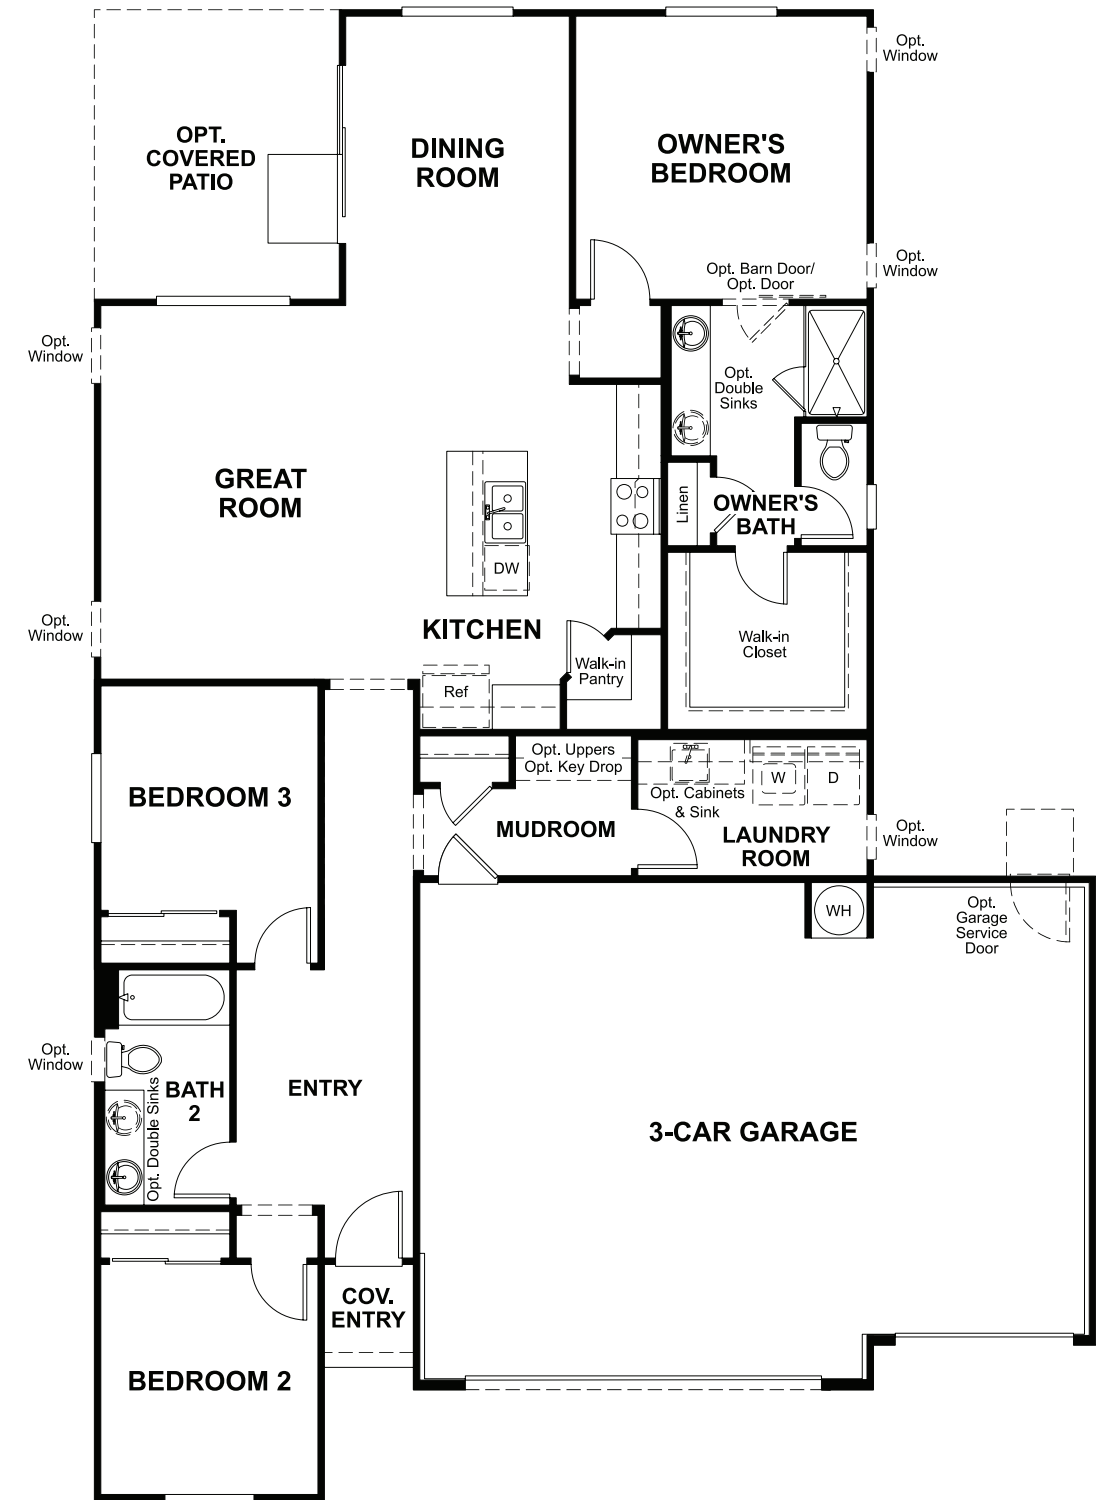 Opt.
Window
OPT.
COVERED
PATIO
DINING
ROOM
OWNER'S
BEDROOM
Opt.
Window
Opt. Barn Door/
Opt. Door
Opt.
Window
Opt.
Double
Sinks
GREAT
ROOM
Linen
OWNER'S
BATH
DW
Opt.
Window
KITCHEN
Walk-in
Closet
Walk-in
Pantry
Ref
Opt. Uppers
Opt. Key Drop
W
D
Opt. Cabinets
& Sink
BEDROOM 3
MUDROOM
LAUNDRY
ROOM
Opt.
Window
WH
Opt.
Garage
Service
Door
Opt.
Window
BATH
2
Opt. Double Sinks
ENTRY
3-CAR GARAGE
COV.
ENTRY
BEDROOM 2